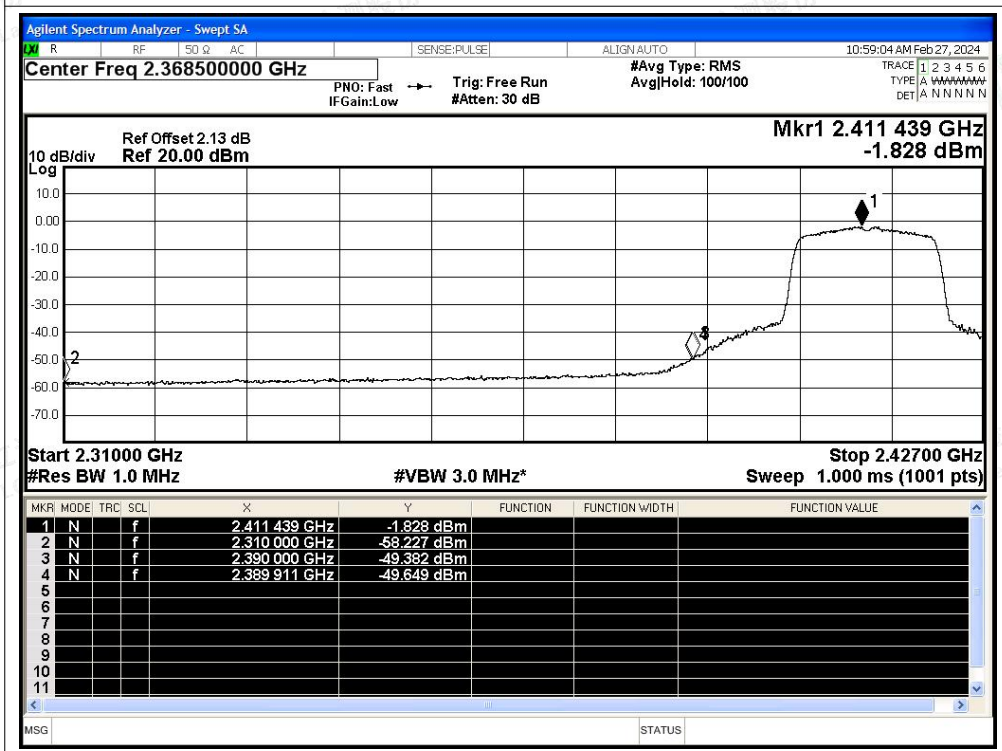 Agilent Spectrum Analyzer - Swept SA
LXI R RF 50 Ω AC SENSE:PULSE ALIGN AUTO 10:59:04 AM Feb 27, 2024
Center Freq 2.368500000 GHz
PNO: Fast Trig: Free Run #Avg Type: RMS TRACE 1 2 3 4 5 6
IFGain:Low #Atten: 30 dB Avg|Hold: 100/100 TYPE A WWWWWW
DET A N N N N N
Ref Offset 2.13 dB Mkr1 2.411 439 GHz
10 dB/div Ref 20.00 dBm -1.828 dBm
Log
10.0
1
0.00
-10.0
-20.0
-30.0
-40.0
-50.0 2
-60.0
-70.0
Start 2.31000 GHz Stop 2.42700 GHz
#Res BW 1.0 MHz #VBW 3.0 MHz* Sweep 1.000 ms (1001 pts)
MKR MODE TRC SCL X Y FUNCTION FUNCTION WIDTH FUNCTION VALUE
1 N f 2.411 439 GHz -1.828 dBm
2 N f 2.310 000 GHz -58.227 dBm
3 N f 2.390 000 GHz -49.382 dBm
4 N f 2.389 911 GHz -49.649 dBm
5
6
7
8
9
10
11
MSG STATUS